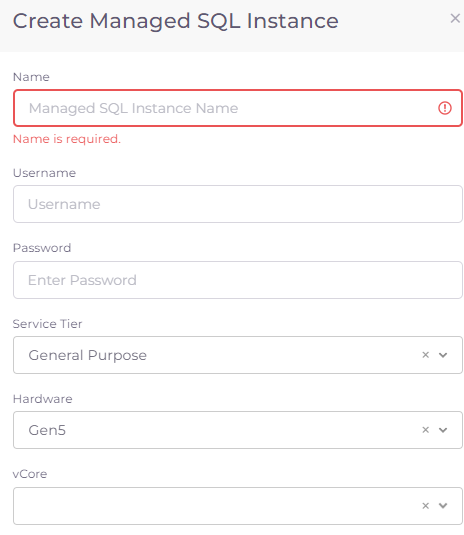 Create Managed SQL Instance
Name
Managed SQL Instance Name
Name is required.
Username
Username
Password
Enter Password
Service Tier
General Purpose
Hardware
Gen5
vCore